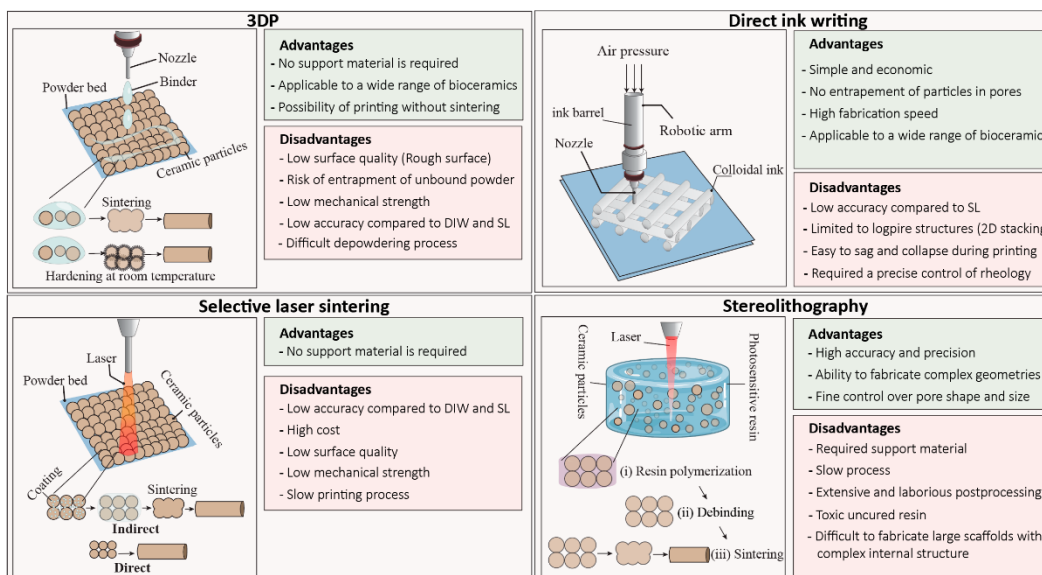 3DP
Nozzle
Binder
Powder bed
Ceramic particles
Sintering
Hardening at room temperature
Advantages
- No support material is required
- Applicable to a wide range of bioceramics
- Possibility of printing without sintering
Disadvantages
- Low surface quality (Rough surface)
- Risk of entrapment of unbound powder
- Low mechanical strength
- Low accuracy compared to DIW and SL
- Difficult depowdering process
Direct ink writing
Air pressure
ink barrel
Robotic arm
Nozzle
Colloidal ink
Advantages
- Simple and economic
- No entrapement of particles in pores
- High fabrication speed
- Applicable to a wide range of bioceramic
Disadvantages
- Low accuracy compared to SL
- Limited to logpire structures (2D stacking
- Easy to sag and collapse during printing
- Required a precise control of rheology
Selective laser sintering
Laser
Powder bed
Ceramic particles
Coating
Sintering
Indirect
Direct
Advantages
- No support material is required
Disadvantages
- Low accuracy compared to DIW and SL
- High cost
- Low surface quality
- Low mechanical strength
- Slow printing process
Stereolithography
Laser
Ceramic particles
Photosensitive resin
(i) Resin polymerization
(ii) Debinding
(iii) Sintering
Advantages
- High accuracy and precision
- Ability to fabricate complex geometries
- Fine control over pore shape and size
Disadvantages
- Required support material
- Slow process
- Extensive and laborious postprocessing
- Toxic uncured resin
- Difficult to fabricate large scaffolds with
complex internal structure